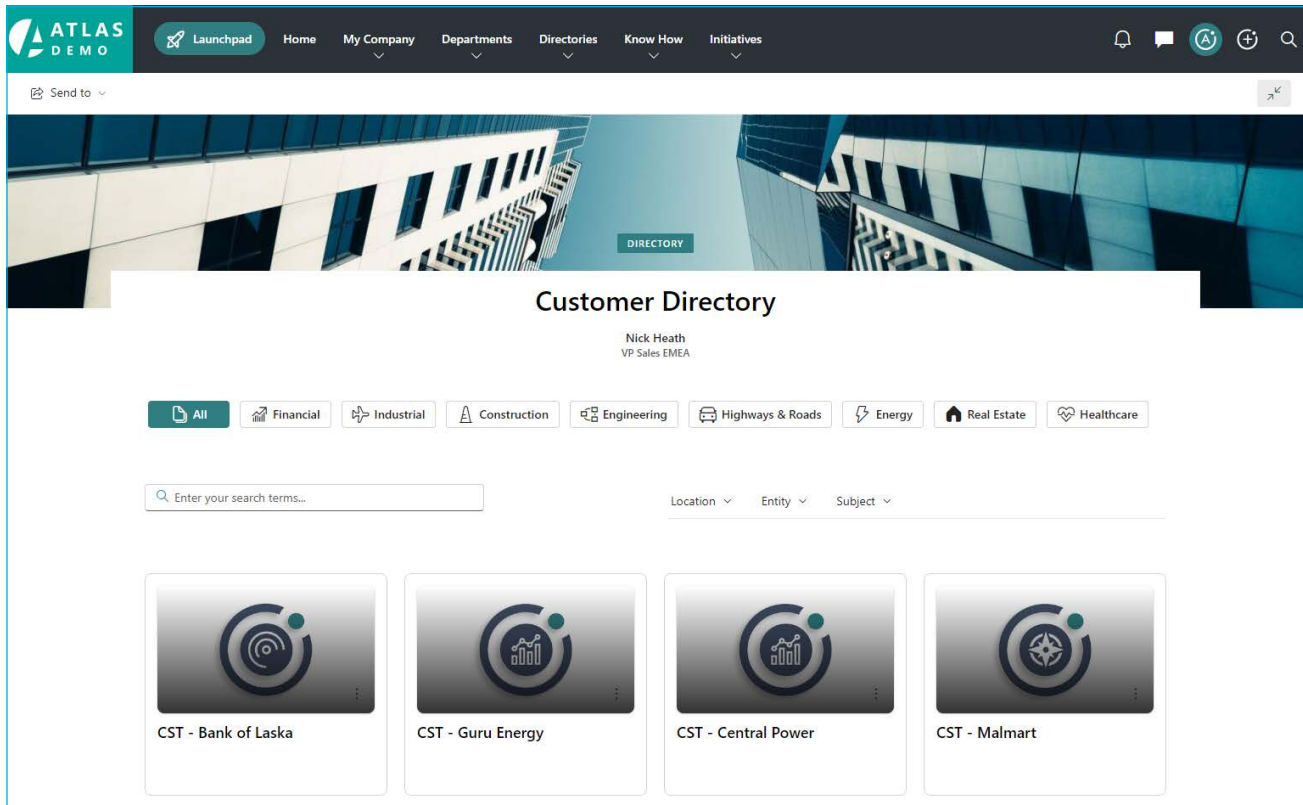 ATLAS
DEMO
Launchpad
Home
My Company
Departments
Directories
Know How
Initiatives
Send to
DIRECTORY
Customer Directory
Nick Heath
VP Sales EMEA
All
Financial
Industrial
Construction
Engineering
Highways & Roads
Energy
Real Estate
Healthcare
Enter your search terms...
Location
Entity
Subject
CST - Bank of Laska
CST - Guru Energy
CST - Central Power
CST - Malmart